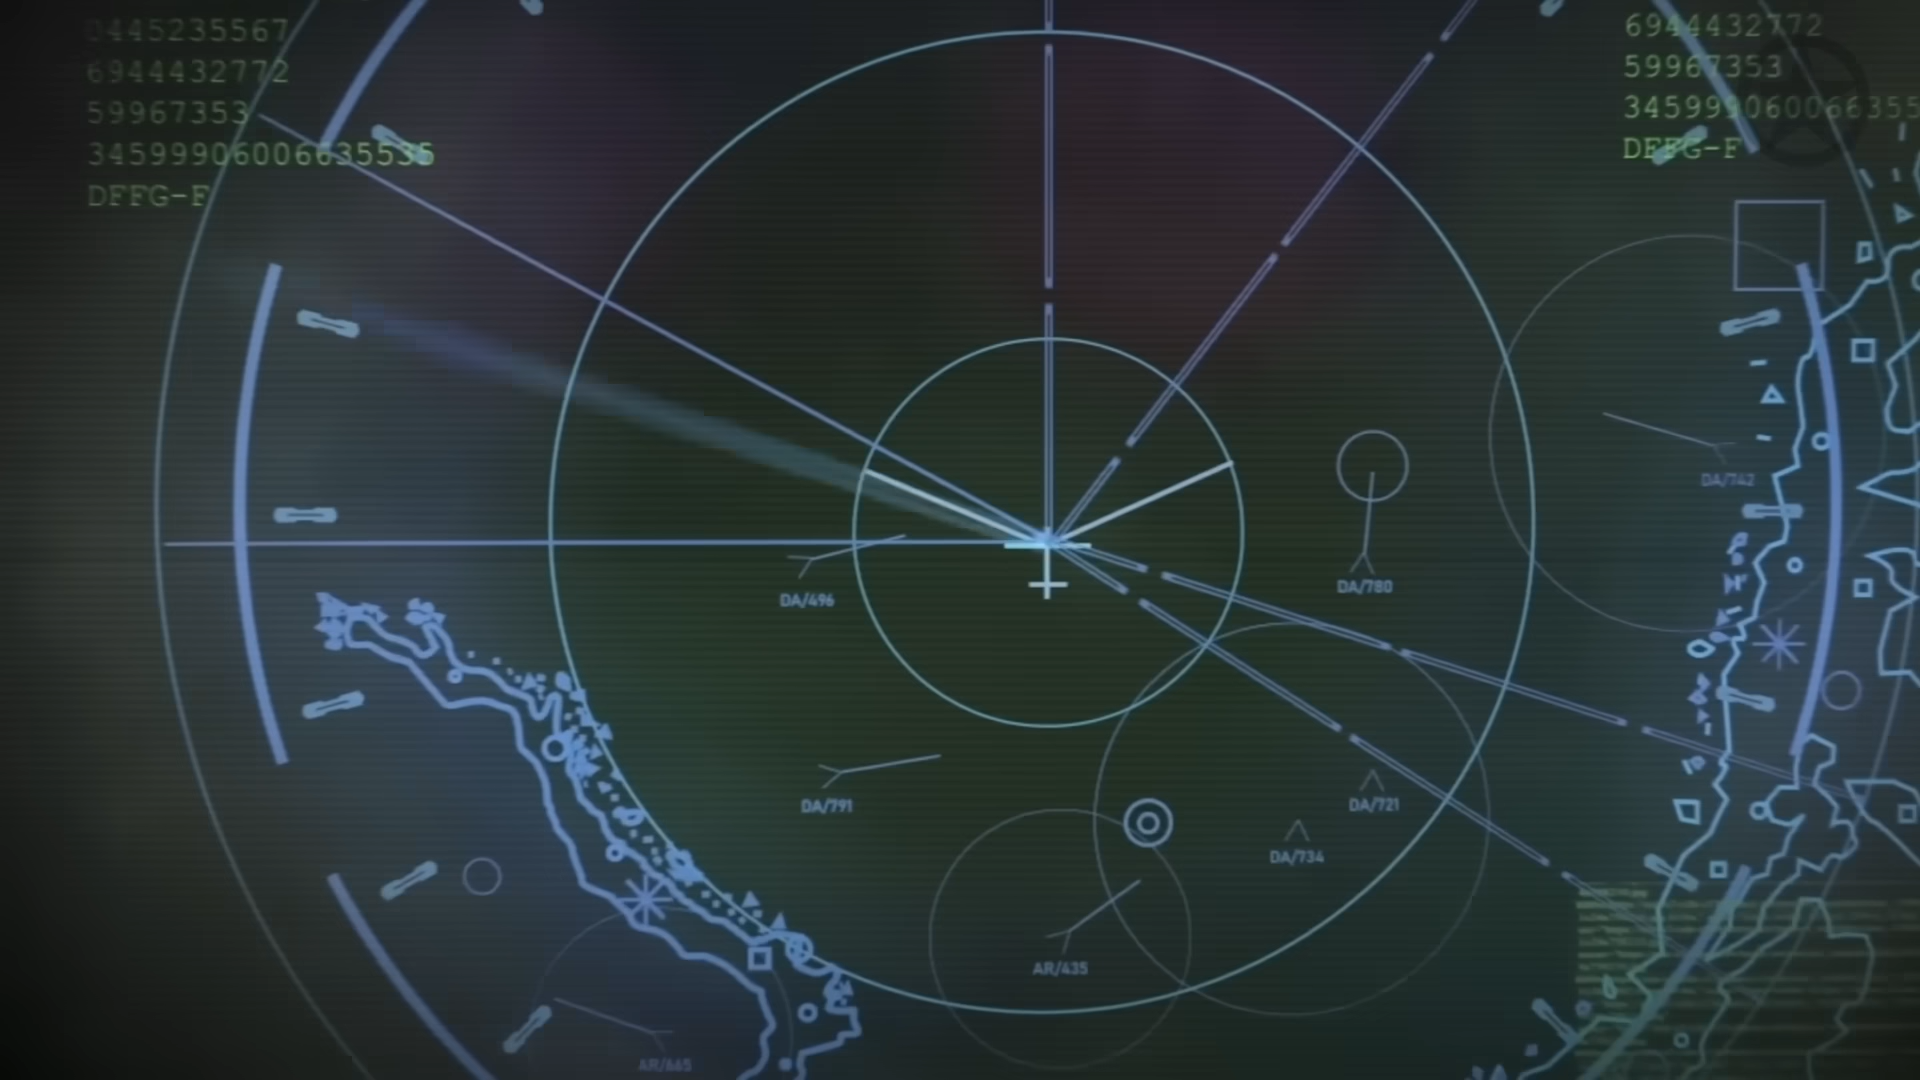 0445235567
6944432772
59967353
34599906006635535
DFFG-F
6944432772
59967353
345999060066355
DFFG-F
DA/742
DA/780
DA/496
DA/791
DA/721
DA/734
AR/435
AR/665